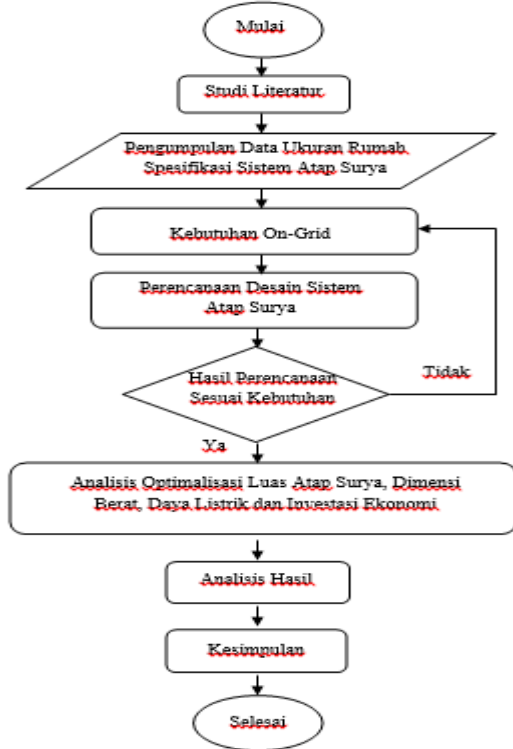 Mulai
Studi Literatur
Pengumpulan Data Ukuran Rumah
Spesifikasi Sistem Atap Surya
Kebutuhan On-Grid
Perencanaan Desain Sistem
Atap Surya
Hasil Perencanaan
Sesuai Kebutuhan
Tidak
Ya
Analisis Optimalisasi Luas Atap Surya, Dimensi
Berat, Daya Listrik dan Investasi Ekonomi
Analisis Hasil
Kesimpulan
Selesai